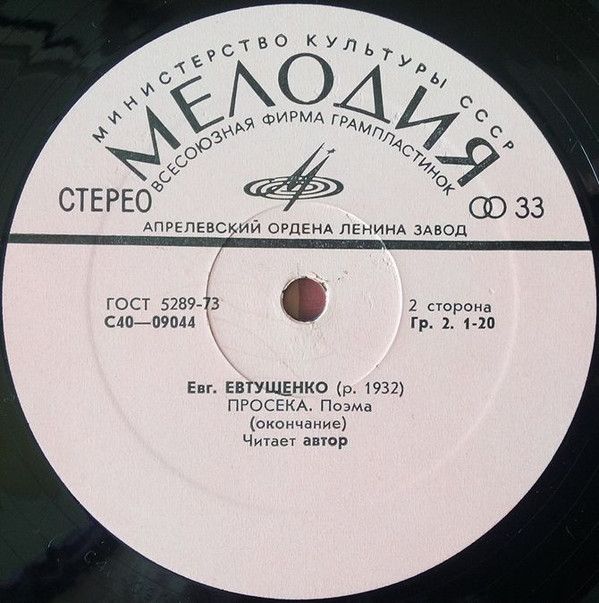 МИНИСТЕРСТВО КУЛЬТУРЫ СССР
МЕЛОДИЯ
ВСЕСОЮЗНАЯ ФИРМА ГРАМПЛАСТИНОК
СТЕРЕО
33
АПРЕЛЕВСКИЙ ОРДЕНА ЛЕНИНА ЗАВОД
ГОСТ 5289-73
2 сторона
С40—09044
Гр. 2. 1-20
Евг. ЕВТУШЕНКО (р. 1932)
ПРОСЕКА. Поэма
(окончание)
Читает автор